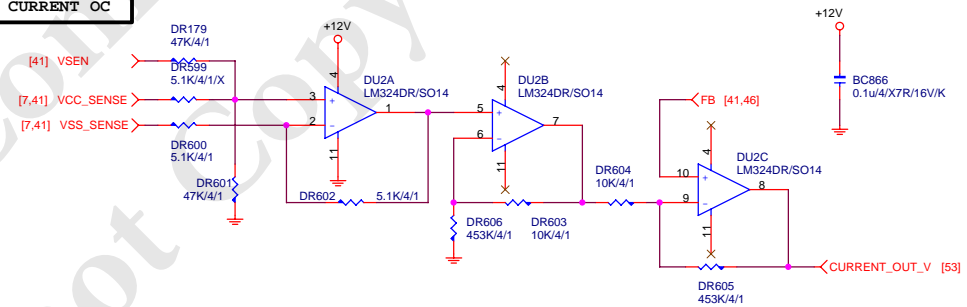 CURRENT OC
+12V
+12V
DR179
47K/4/1
[41] VSEN
DR599
5.1K/4/1/X
[7,41] VCC_SENSE
[7,41] VSS_SENSE
DR600
5.1K/4/1
DR601
47K/4/1
DR602
5.1K/4/1
DU2A
LM324DR/SO14
3
2
1
4
11
+
-
DU2B
LM324DR/SO14
5
6
7
4
11
+
-
DR606
453K/4/1
DR603
10K/4/1
DR604
10K/4/1
FB [41,46]
DU2C
LM324DR/SO14
10
9
8
4
11
+
-
DR605
453K/4/1
CURRENT_OUT_V [53]
BC866
0.1u/4/X7R/16V/K
Not Copy